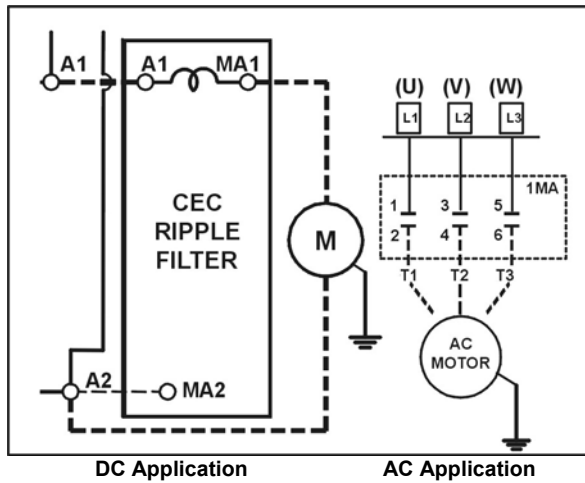 A1
A1
MA1
CEC
RIPPLE
FILTER
M
A2
MA2
(U) (V) (W)
L1 L2 L3
1MA
1 3 5
2 4 6
T1 T2 T3
AC
MOTOR
DC Application
AC Application